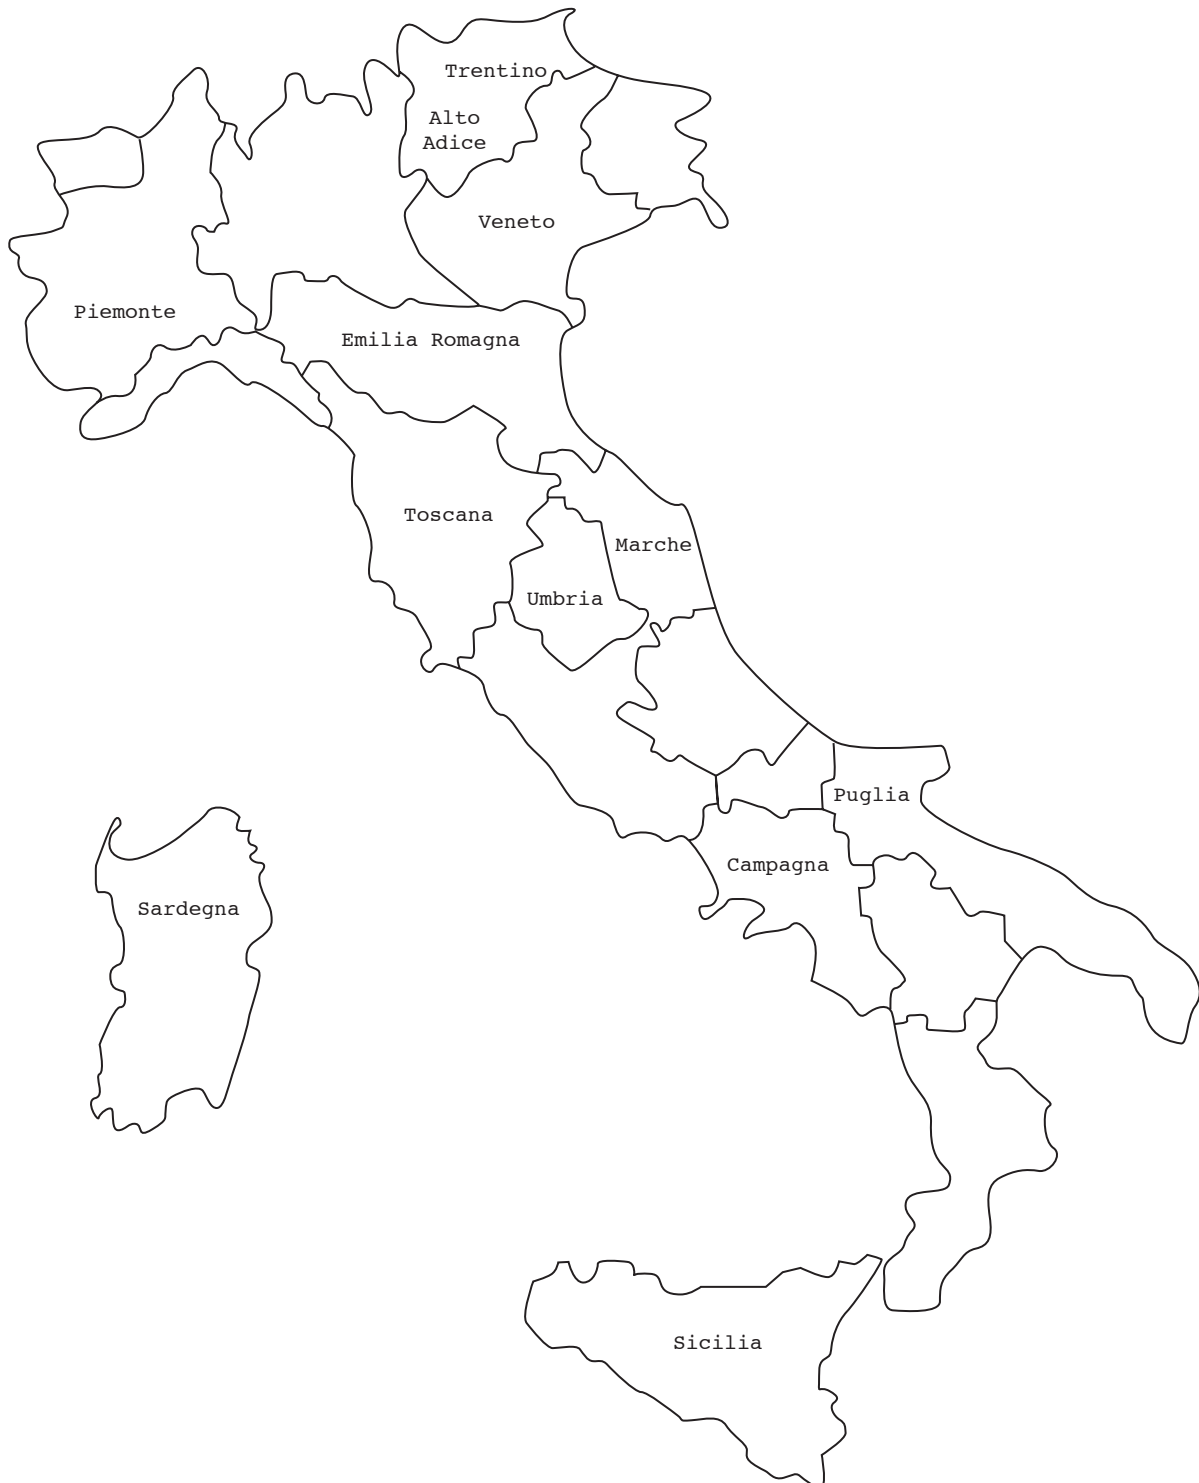 Trentino
Alto
Adice
Veneto
Piemonte
Emilia Romagna
Toscana
Marche
Umbria
Puglia
Campagna
Sardegna
Sicilia